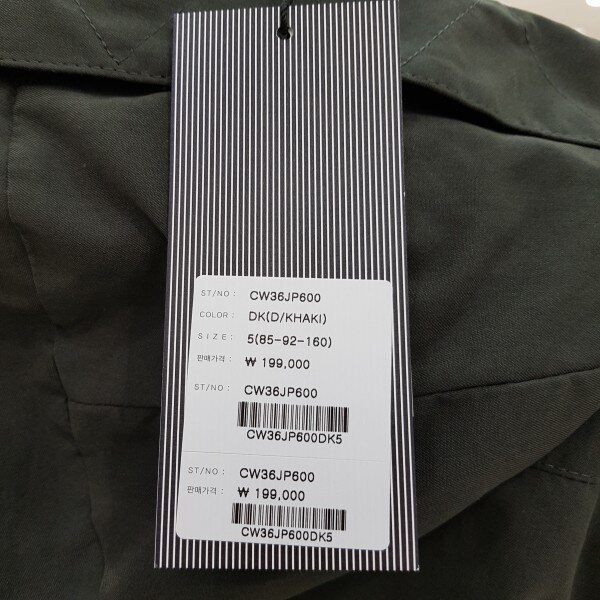 ST/NO: CW36JP600
COLOR: DK(D/KHAKI)
SIZE: 5(85-92-160)
판매가격: ₩ 199,000
ST/NO: CW36JP600
CW36JP600DK5
ST/NO: CW36JP600
판매가격: ₩ 199,000
CW36JP600DK5